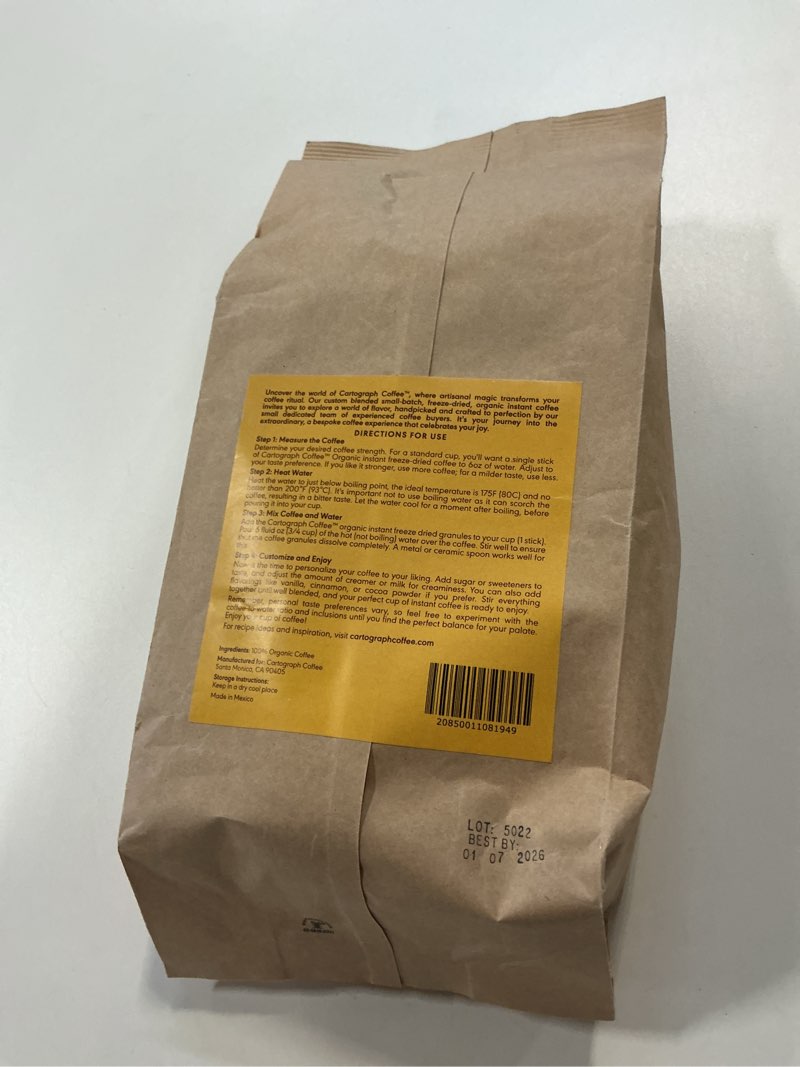 Uncover the world of Cartograph Coffee™, where artisanal magic transforms your
coffee ritual. Our custom blended small-batch, freeze-dried, organic instant coffee
invites you to explore a world of flavor, handpicked and crafted to perfection by our
small dedicated team of experienced coffee buyers. It's your journey into the
extraordinary, a bespoke coffee experience that celebrates your joy.
DIRECTIONS FOR USE
Step 1: Measure the Coffee
Determine your desired coffee strength. For a standard cup, you'll want a single stick
of Cartograph Coffee™ Organic instant freeze-dried coffee to 6oz of water. Adjust to
your taste preference. If you like it stronger, use more coffee; for a milder taste, use less.
Step 2: Heat Water
Heat the water to just below boiling point, the ideal temperature is 175F (80C) and no
hotter than 200°F (93°C). It's important not to use boiling water as it can scorch the
coffee, resulting in a bitter taste. Let the water cool for a moment after boiling, before
pouring it into your cup.
Step 3: Mix Coffee and Water
Add the Cartograph Coffee™ organic instant freeze dried granules to your cup (1 stick).
Pour 6 fluid oz (3/4 cup) of the hot (not boiling) water over the coffee. Stir well to ensure
that the coffee granules dissolve completely. A metal or ceramic spoon works well for
this.
Step 4: Customize and Enjoy
Now is the time to personalize your coffee to your liking. Add sugar or sweeteners to
taste, and adjust the amount of creamer or milk for creaminess. You can also add
flavorings like vanilla, cinnamon, or cocoa powder if you prefer. Stir everything
together until well blended, and your perfect cup of instant coffee is ready to enjoy.
Remember, personal taste preferences vary, so feel free to experiment with the
coffee-to-water ratio and inclusions until you find the perfect balance for your palate.
Enjoy your cup of coffee!
For recipe ideas and inspiration, visit cartographcoffee.com
Ingredients: 100% Organic Coffee
Manufactured for: Cartograph Coffee
Santa Monica, CA 90405
Storage Instructions:
Keep in a dry cool place
Made in Mexico
20850011081949
LOT: 5022
BEST BY:
01 07 2026